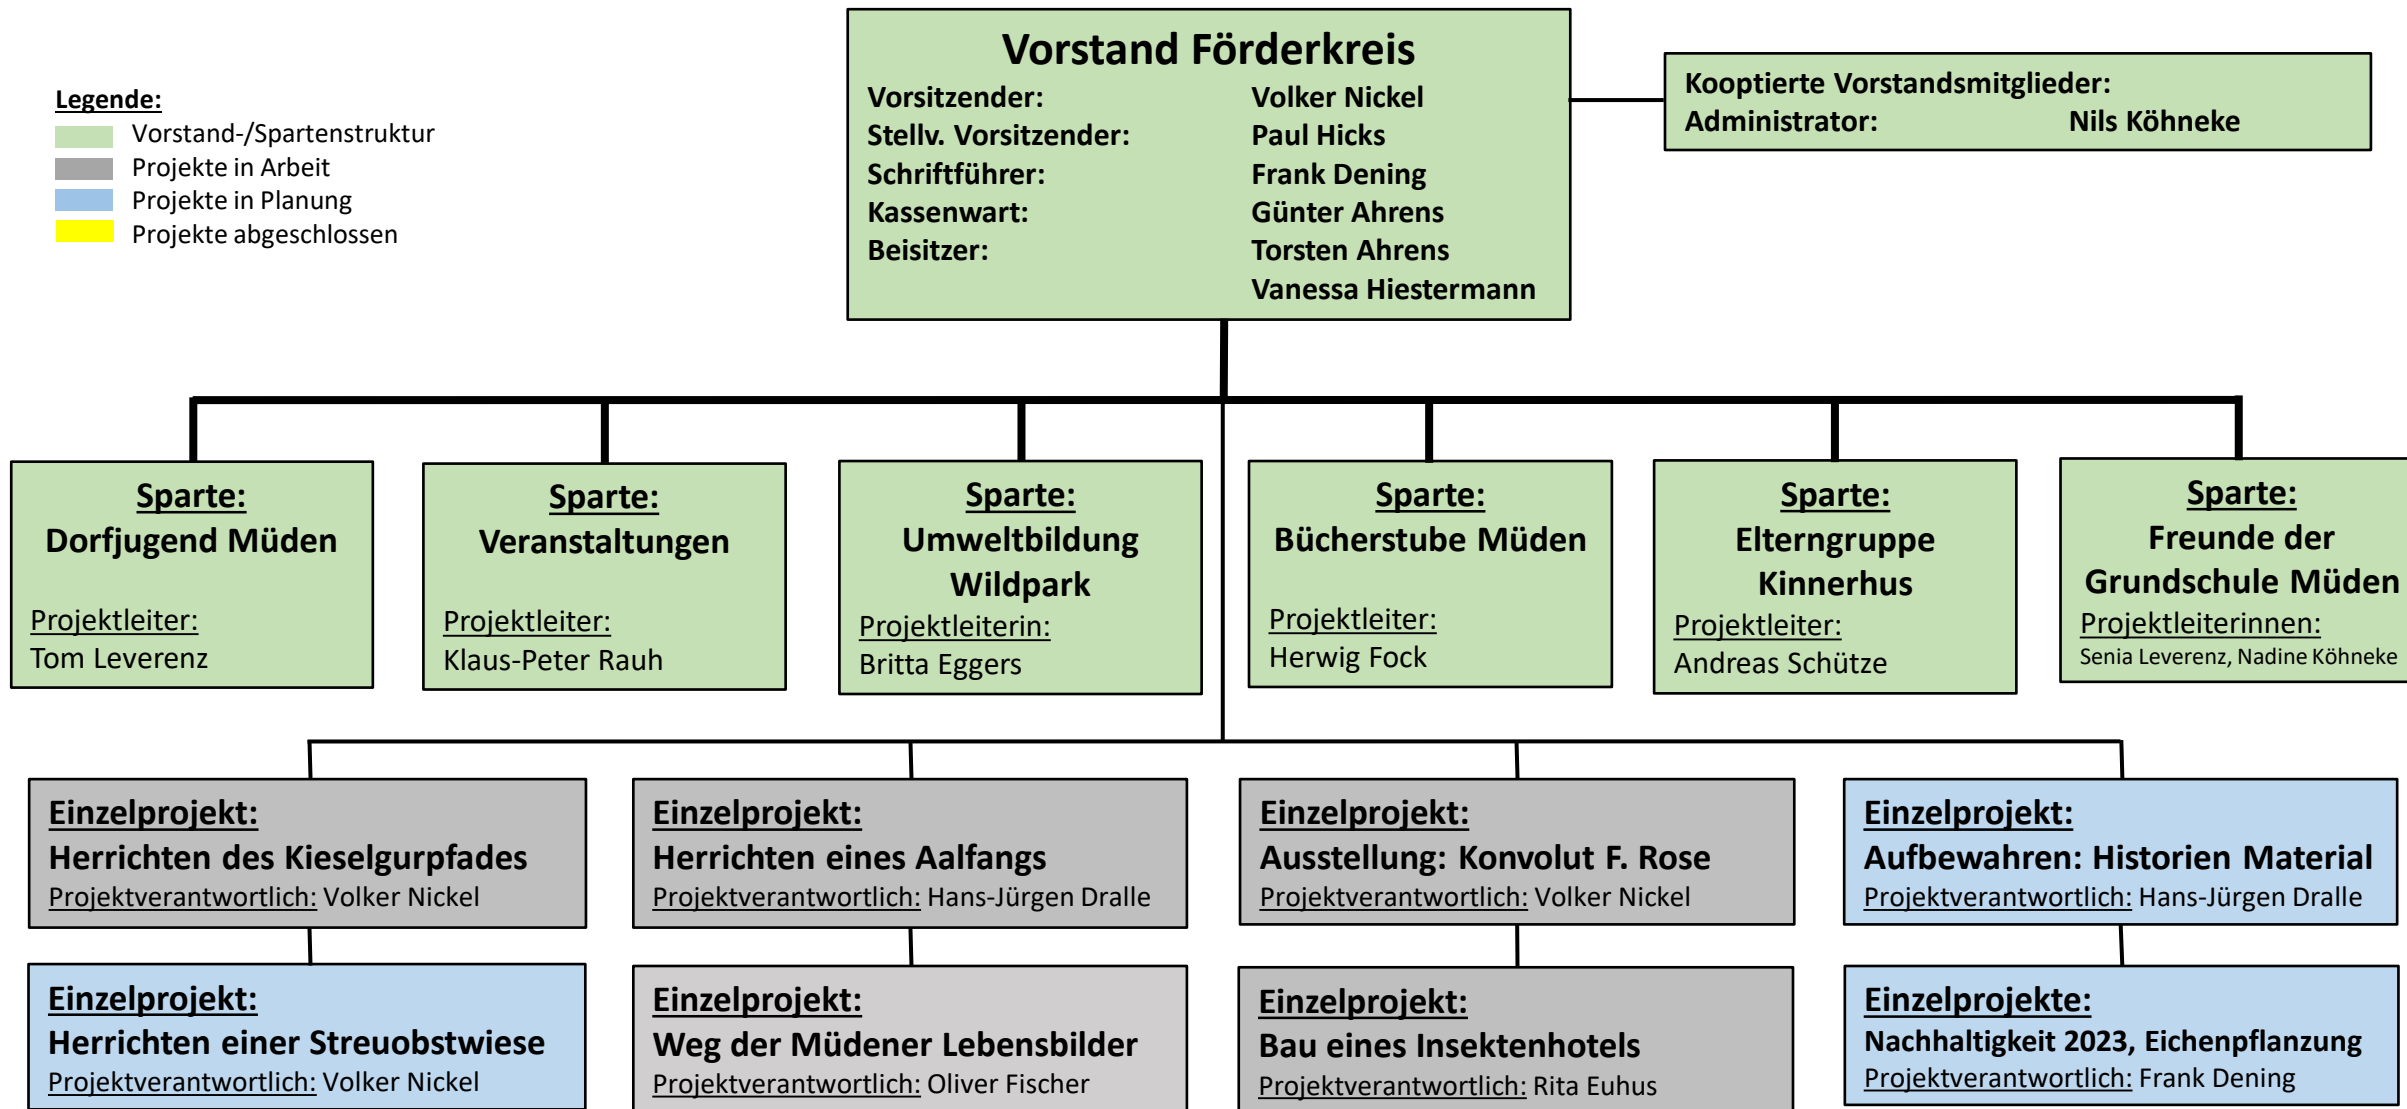 Vorstand Förderkreis
Vorsitzender: Volker Nickel
Stellv. Vorsitzender: Paul Hicks
Schriftführer: Frank Dening
Kassenwart: Günter Ahrens
Beisitzer: Torsten Ahrens
Vanessa Hiestermann
Kooptierte Vorstandsmitglieder:
Administrator: Nils Köhneke
Legende:
Vorstand-/Spartenstruktur
Projekte in Arbeit
Projekte in Planung
Projekte abgeschlossen
Sparte:
Dorfjugend Müden
Projektleiter:
Tom Leverenz
Sparte:
Veranstaltungen
Projektleiter:
Klaus-Peter Rauh
Sparte:
Umweltbildung
Wildpark
Projektleiterin:
Britta Eggers
Sparte:
Bücherstube Müden
Projektleiter:
Herwig Fock
Sparte:
Elterngruppe
Kinnerhus
Projektleiter:
Andreas Schütze
Sparte:
Freunde der
Grundschule Müden
Projektleiterinnen:
Senia Leverenz, Nadine Köhneke
Einzelprojekt:
Herrichten des Kieselgurpfades
Projektverantwortlich: Volker Nickel
Einzelprojekt:
Herrichten eines Aalfangs
Projektverantwortlich: Hans-Jürgen Dralle
Einzelprojekt:
Ausstellung: Konvolut F. Rose
Projektverantwortlich: Volker Nickel
Einzelprojekt:
Aufbewahren: Historien Material
Projektverantwortlich: Hans-Jürgen Dralle
Einzelprojekt:
Herrichten einer Streuobstwiese
Projektverantwortlich: Volker Nickel
Einzelprojekt:
Weg der Müdener Lebensbilder
Projektverantwortlich: Oliver Fischer
Einzelprojekt:
Bau eines Insektenhotels
Projektverantwortlich: Rita Euhus
Einzelprojekte:
Nachhaltigkeit 2023, Eichenpflanzung
Projektverantwortlich: Frank Dening